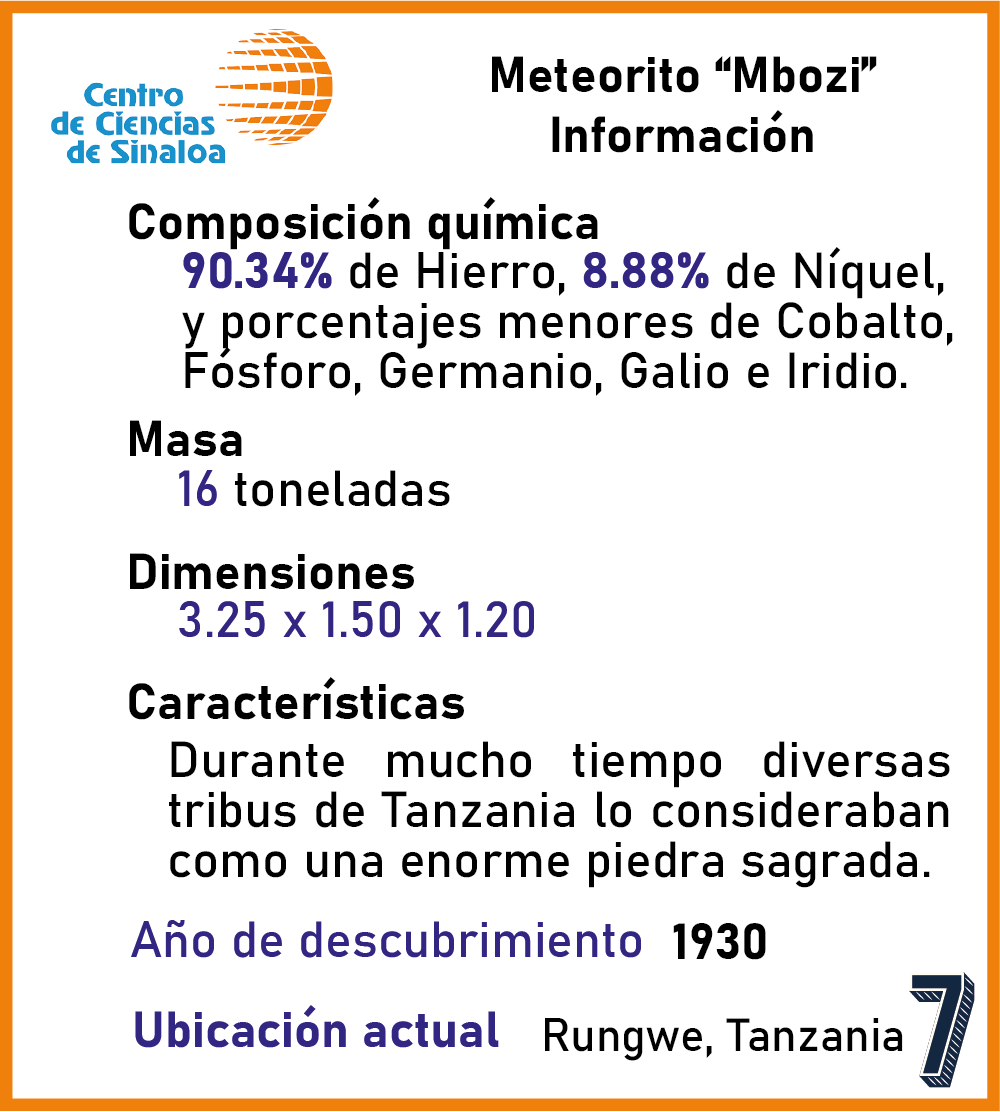 Centro
de Ciencias
de Sinaloa
Meteorito “Mbozi”
Información
Composición química
90.34% de Hierro, 8.88% de Níquel,
y porcentajes menores de Cobalto,
Fósforo, Germanio, Galio e Iridio.
Masa
16 toneladas
Dimensiones
3.25 x 1.50 x 1.20
Características
Durante mucho tiempo diversas
tribus de Tanzania lo consideraban
como una enorme piedra sagrada.
Año de descubrimiento 1930
Ubicación actual Rungwe, Tanzania
7